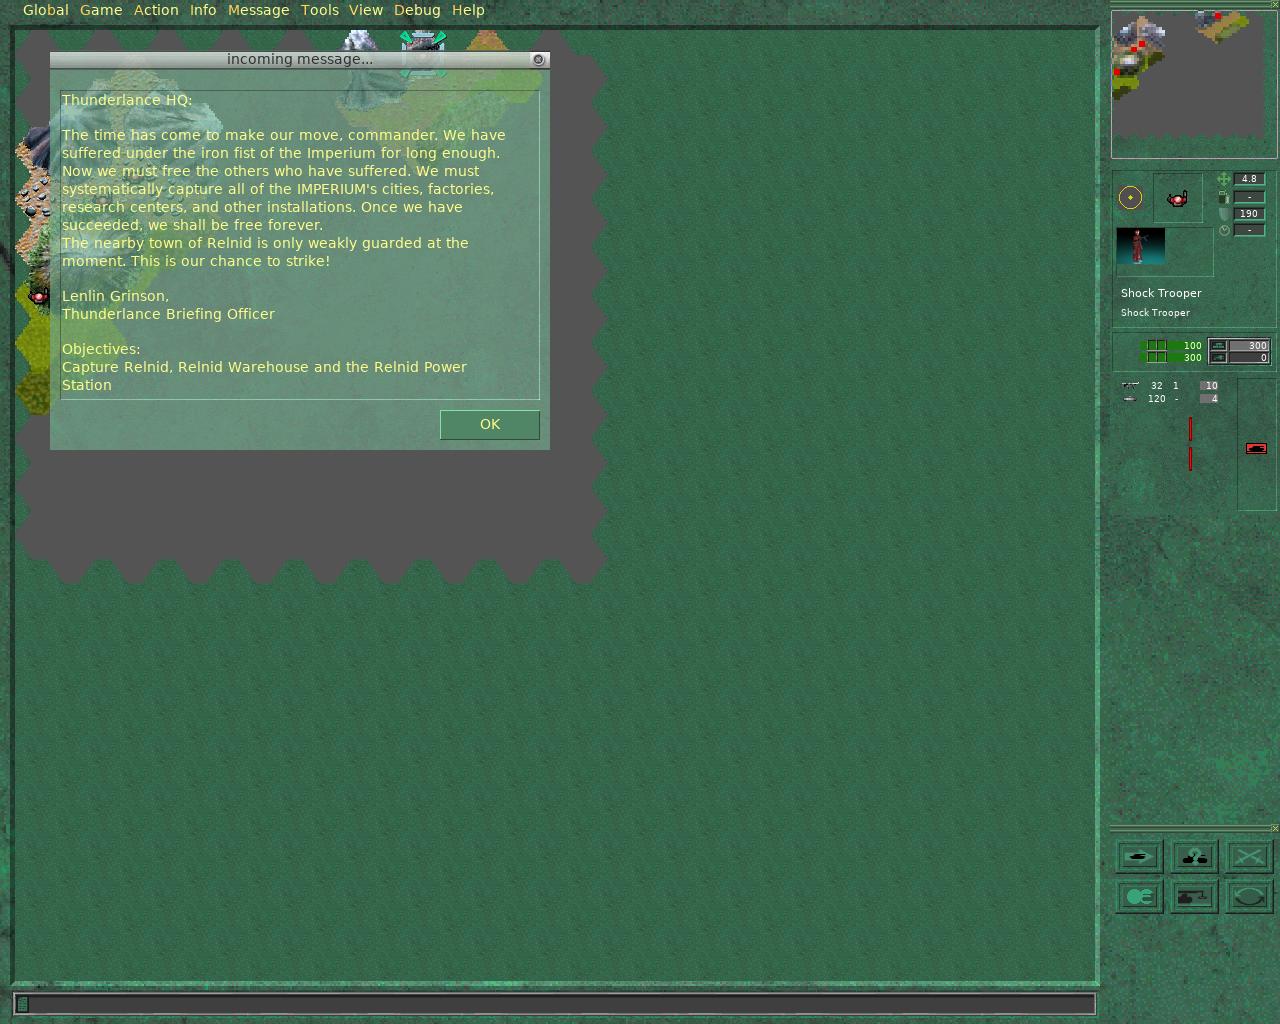 Global Game Action Info Message Tools View Debug Help
incoming message...
Thunderlance HQ:
The time has come to make our move, commander. We have
suffered under the iron fist of the Imperium for long enough.
Now we must free the others who have suffered. We must
systematically capture all of the IMPERIUM's cities, factories,
research centers, and other installations. Once we have
succeeded, we shall be free forever.
The nearby town of Relnid is only weakly guarded at the
moment. This is our chance to strike!
Lenlin Grinson,
Thunderlance Briefing Officer
Objectives:
Capture Relnid, Relnid Warehouse and the Relnid Power
Station
OK
4.8
-
190
-
Shock Trooper
Shock Trooper
100 300
300 0
32 1 10
120 - 4